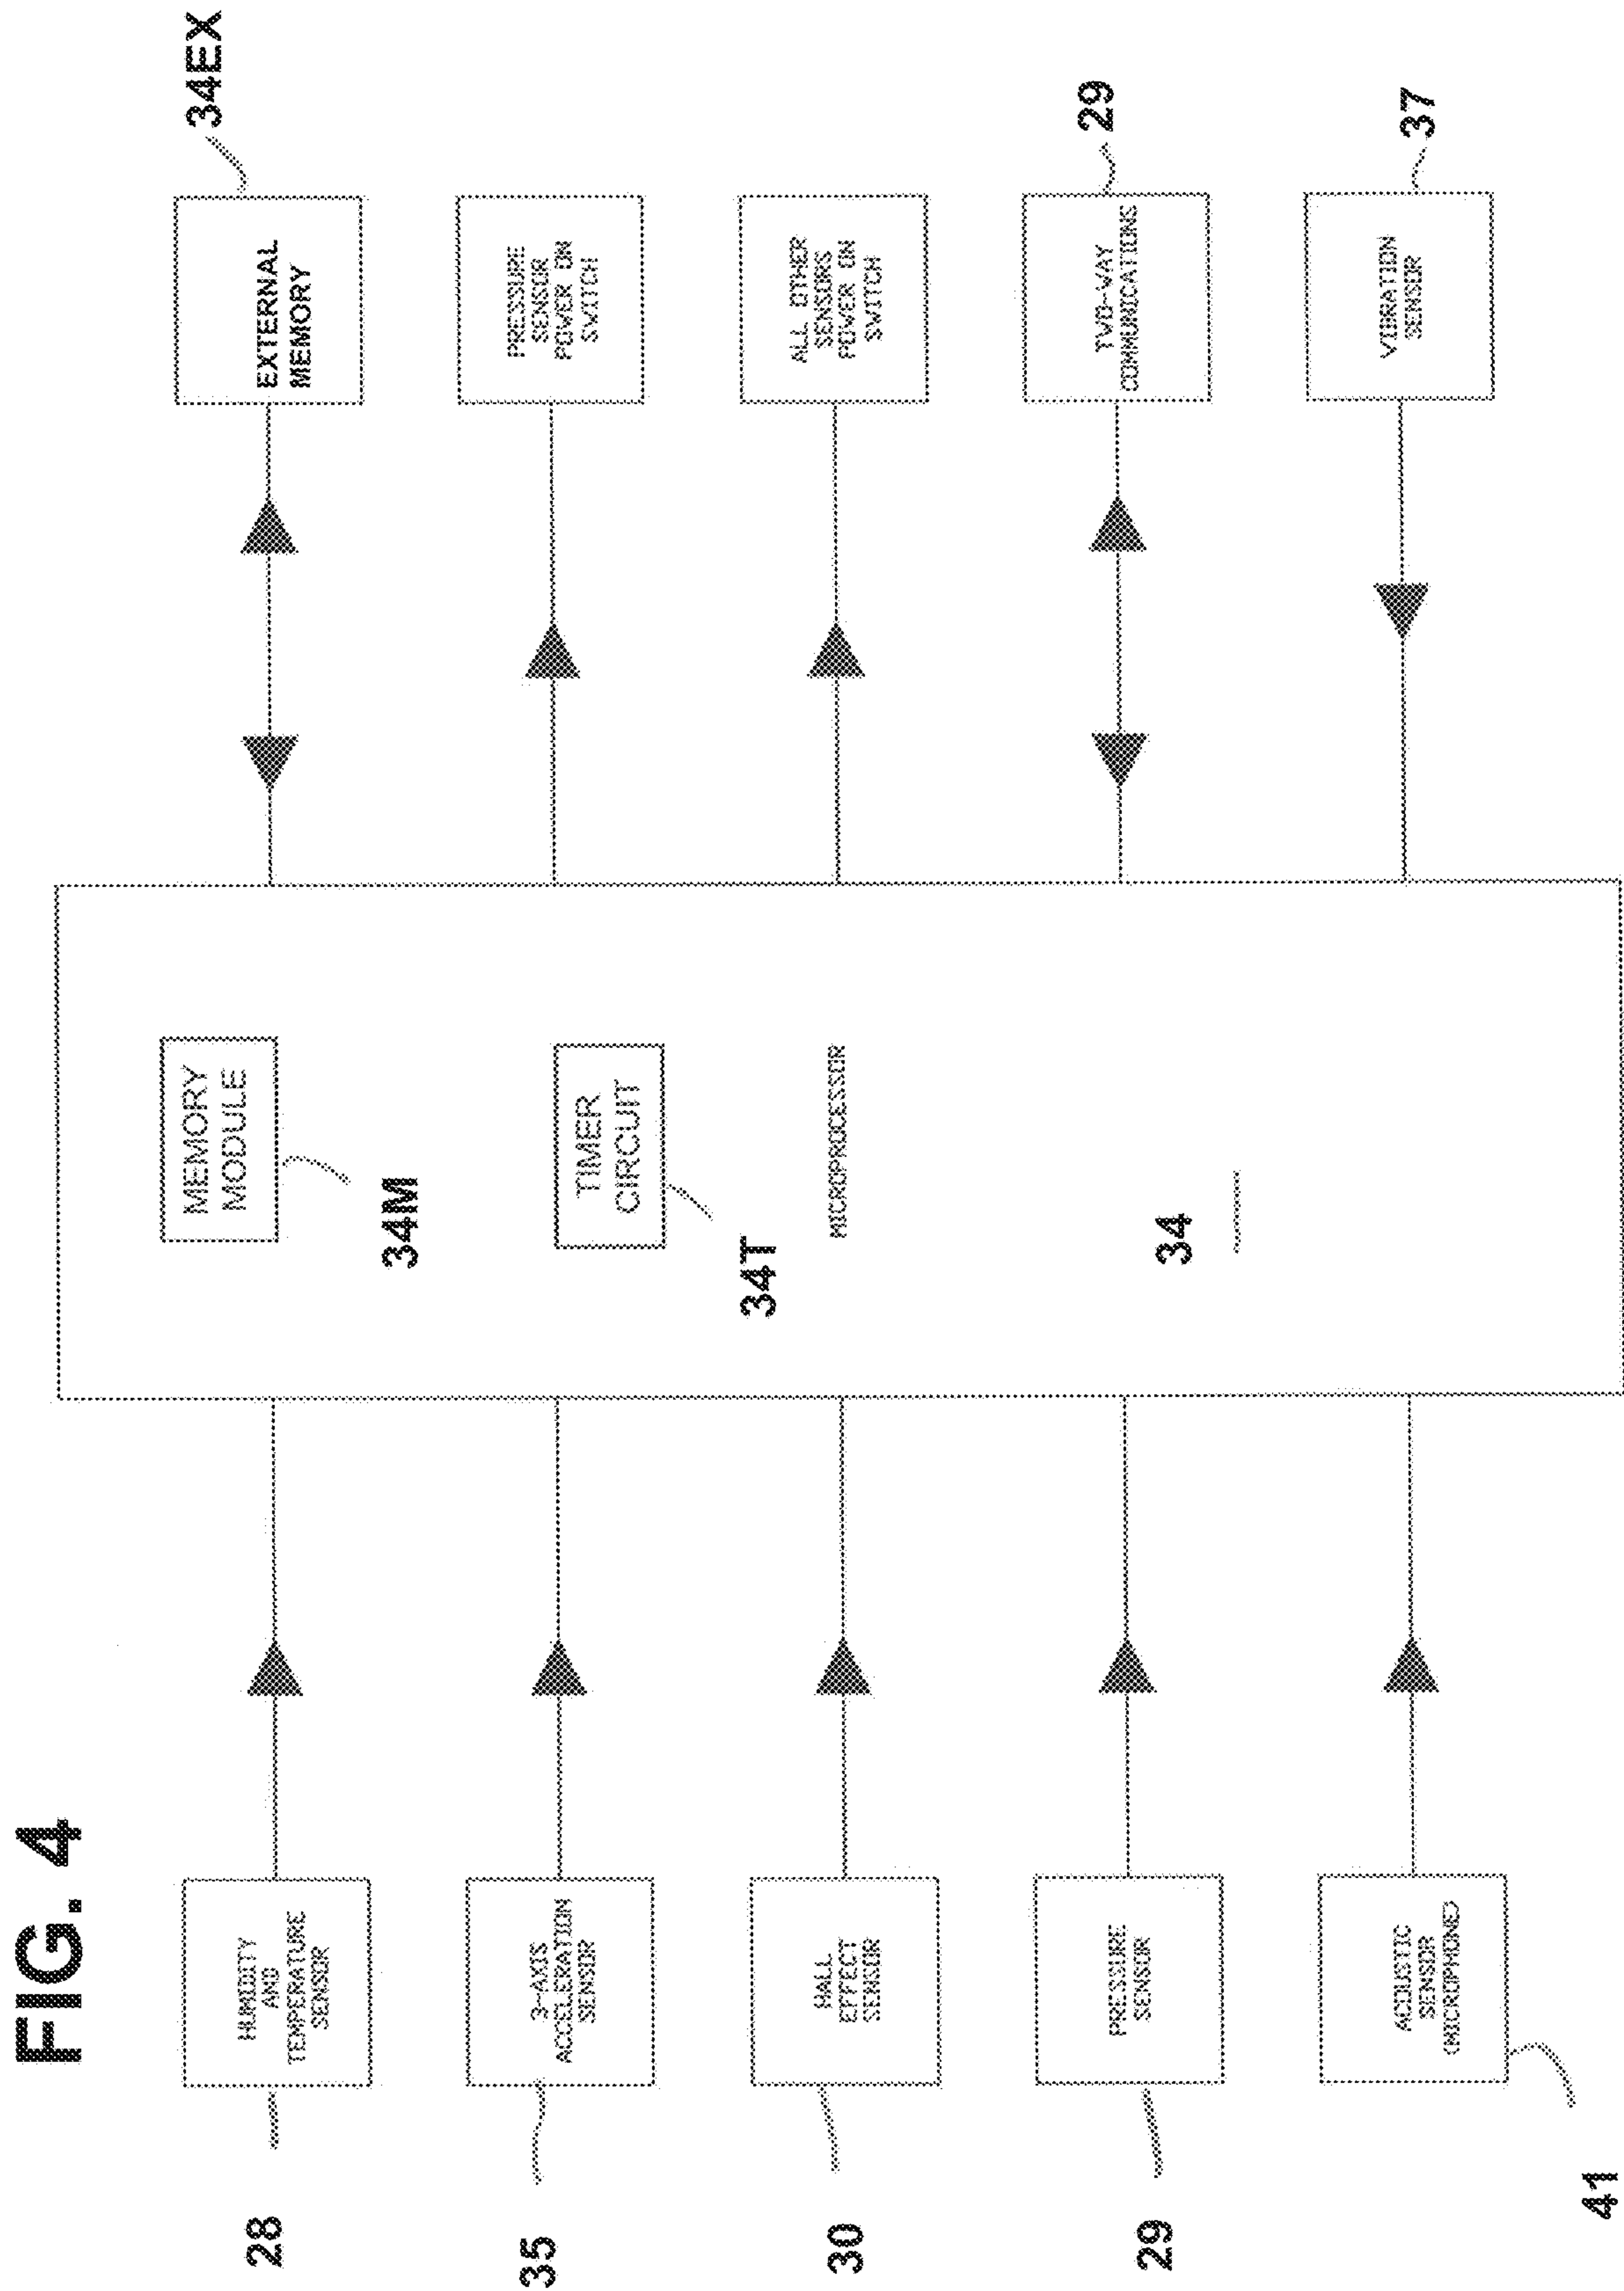 FIG. 4
28
HUMIDITY
AND
TEMPERATURE
SENSOR
35
3-AXIS
ACCELERATION
SENSOR
30
HALL
EFFECT
SENSOR
29
PRESSURE
SENSOR
41
ACOUSTIC
SENSOR
(MICROPHONE)
MEMORY
MODULE
34M
TIMER
CIRCUIT
34T
MICROPROCESSOR
34
34EX
EXTERNAL
MEMORY
PRESSURE
SENSOR
POWER ON
SWITCH
ALL OTHER
SENSORS
POWER ON
SWITCH
29
TWO-WAY
COMMUNICATIONS
37
VIBRATION
SENSOR